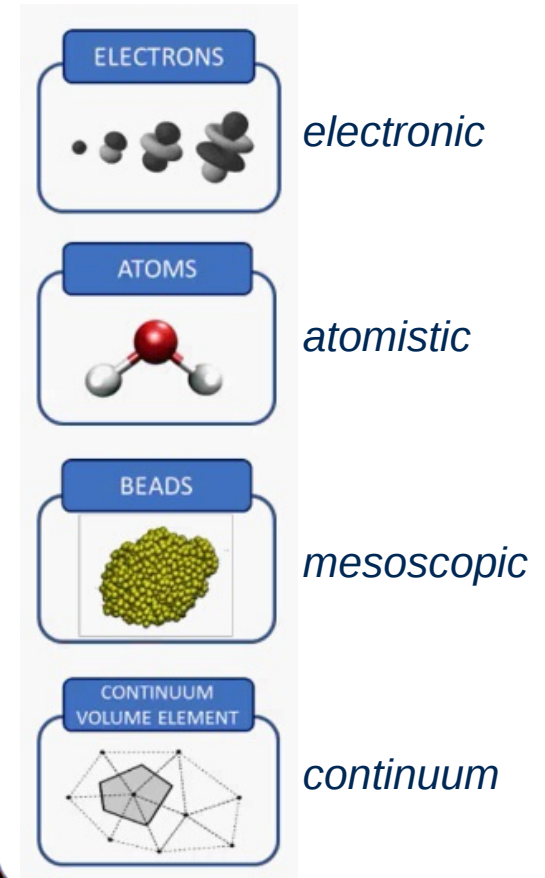 ELECTRONS
electronic
ATOMS
atomistic
BEADS
mesoscopic
CONTINUUM
VOLUME ELEMENT
continuum